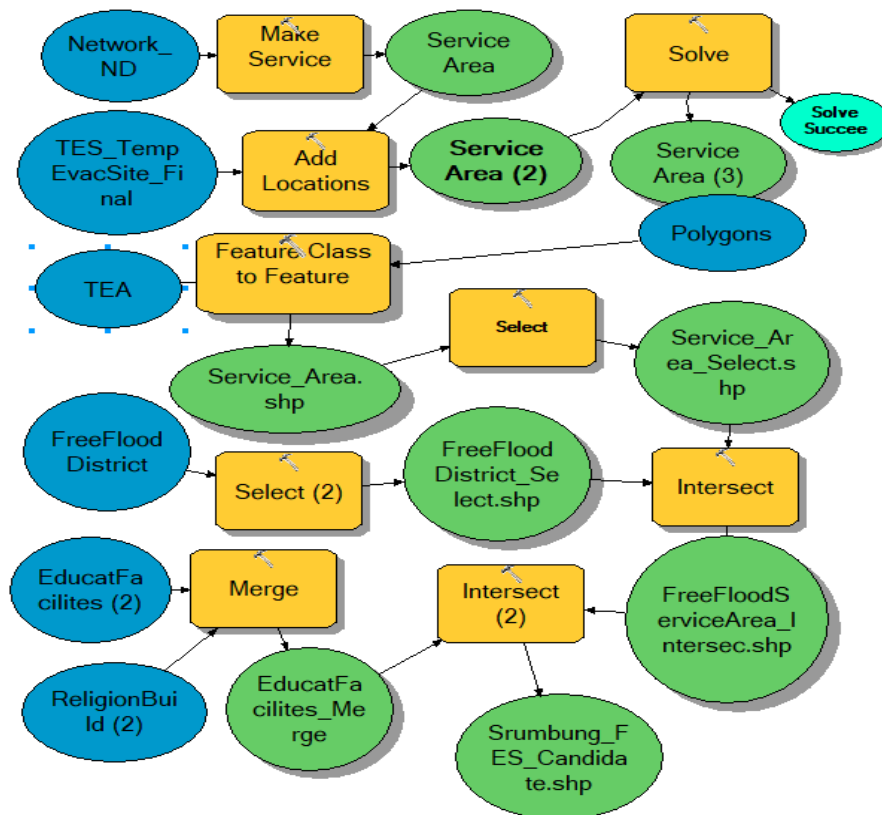 Network_
ND
Make
Service
Service
Area
Solve
Solve
Succee
TES_Temp
EvacSite_Fi
nal
Add
Locations
Service
Area (2)
Service
Area (3)
Polygons
TEA
Feature Class
to Feature
Select
Service_Area.
shp
Service_Ar
ea_Select.s
hp
FreeFlood
District
Select (2)
FreeFlood
District_Se
lect.shp
Intersect
EducatFa
cilites (2)
Merge
Intersect
(2)
FreeFloodS
erviceArea_I
ntersec.shp
ReligionBui
ld (2)
EducatFa
cilites_Me
rge
Srumbung_F
ES_Candida
te.shp